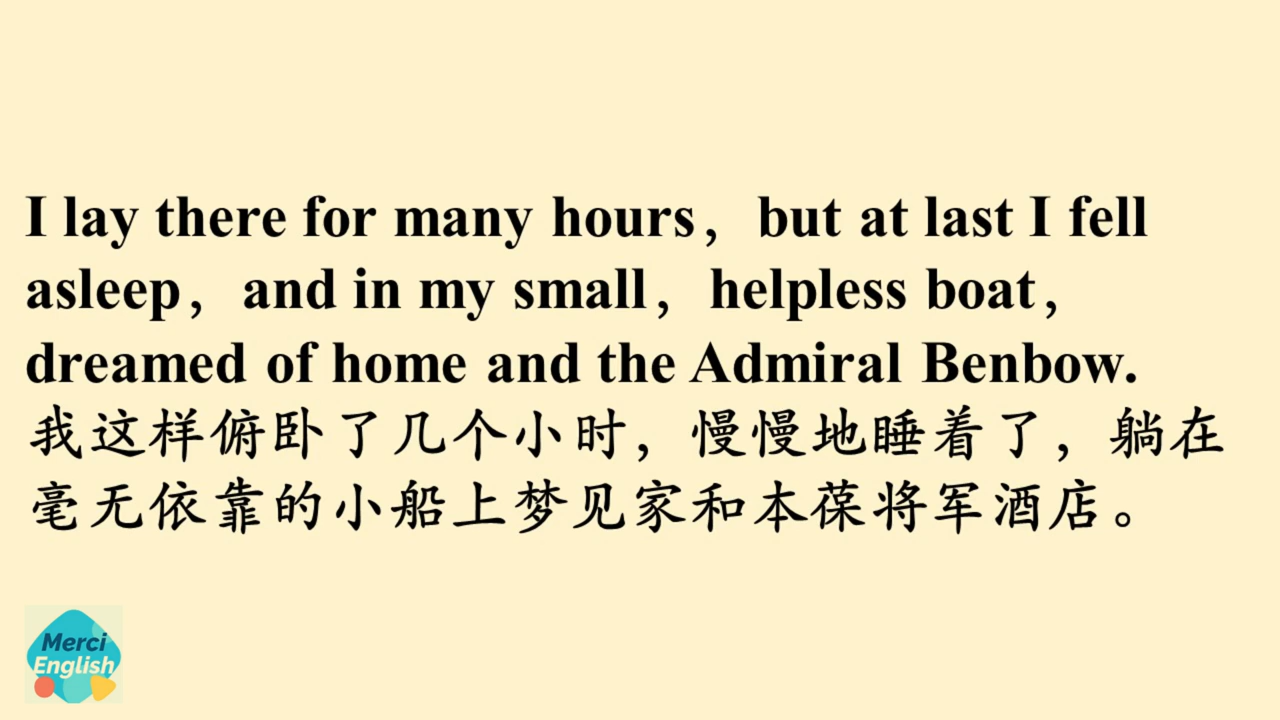 I lay there for many hours，but at last I fell
asleep，and in my small，helpless boat，
dreamed of home and the Admiral Benbow.
我这样俯卧了几个小时，慢慢地睡着了，躺在
毫无依靠的小船上梦见家和本葆将军酒店。
Merci
English